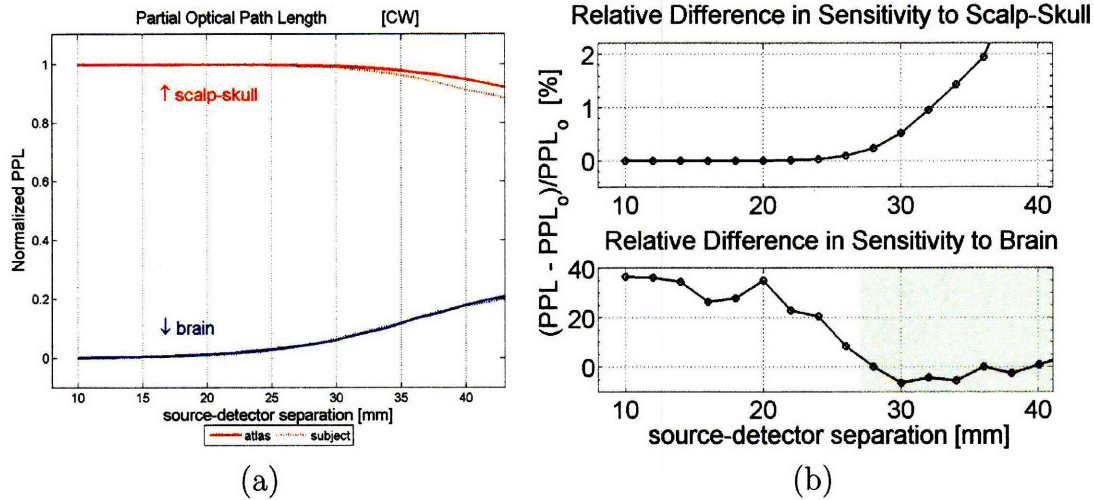 Partial Optical Path Length [CW]
Normalized PPL
1
0.8
0.6
0.4
0.2
0
↑ scalp-skull
↓ brain
10 15 20 25 30 35 40
source-detector separation [mm]
atlas subject
(a)
Relative Difference in Sensitivity to Scalp-Skull
2
1
0
10 20 30 40
(PPL - PPLo)/PPLo [%]
Relative Difference in Sensitivity to Brain
40
20
0
10 20 30 40
source-detector separation [mm]
(b)